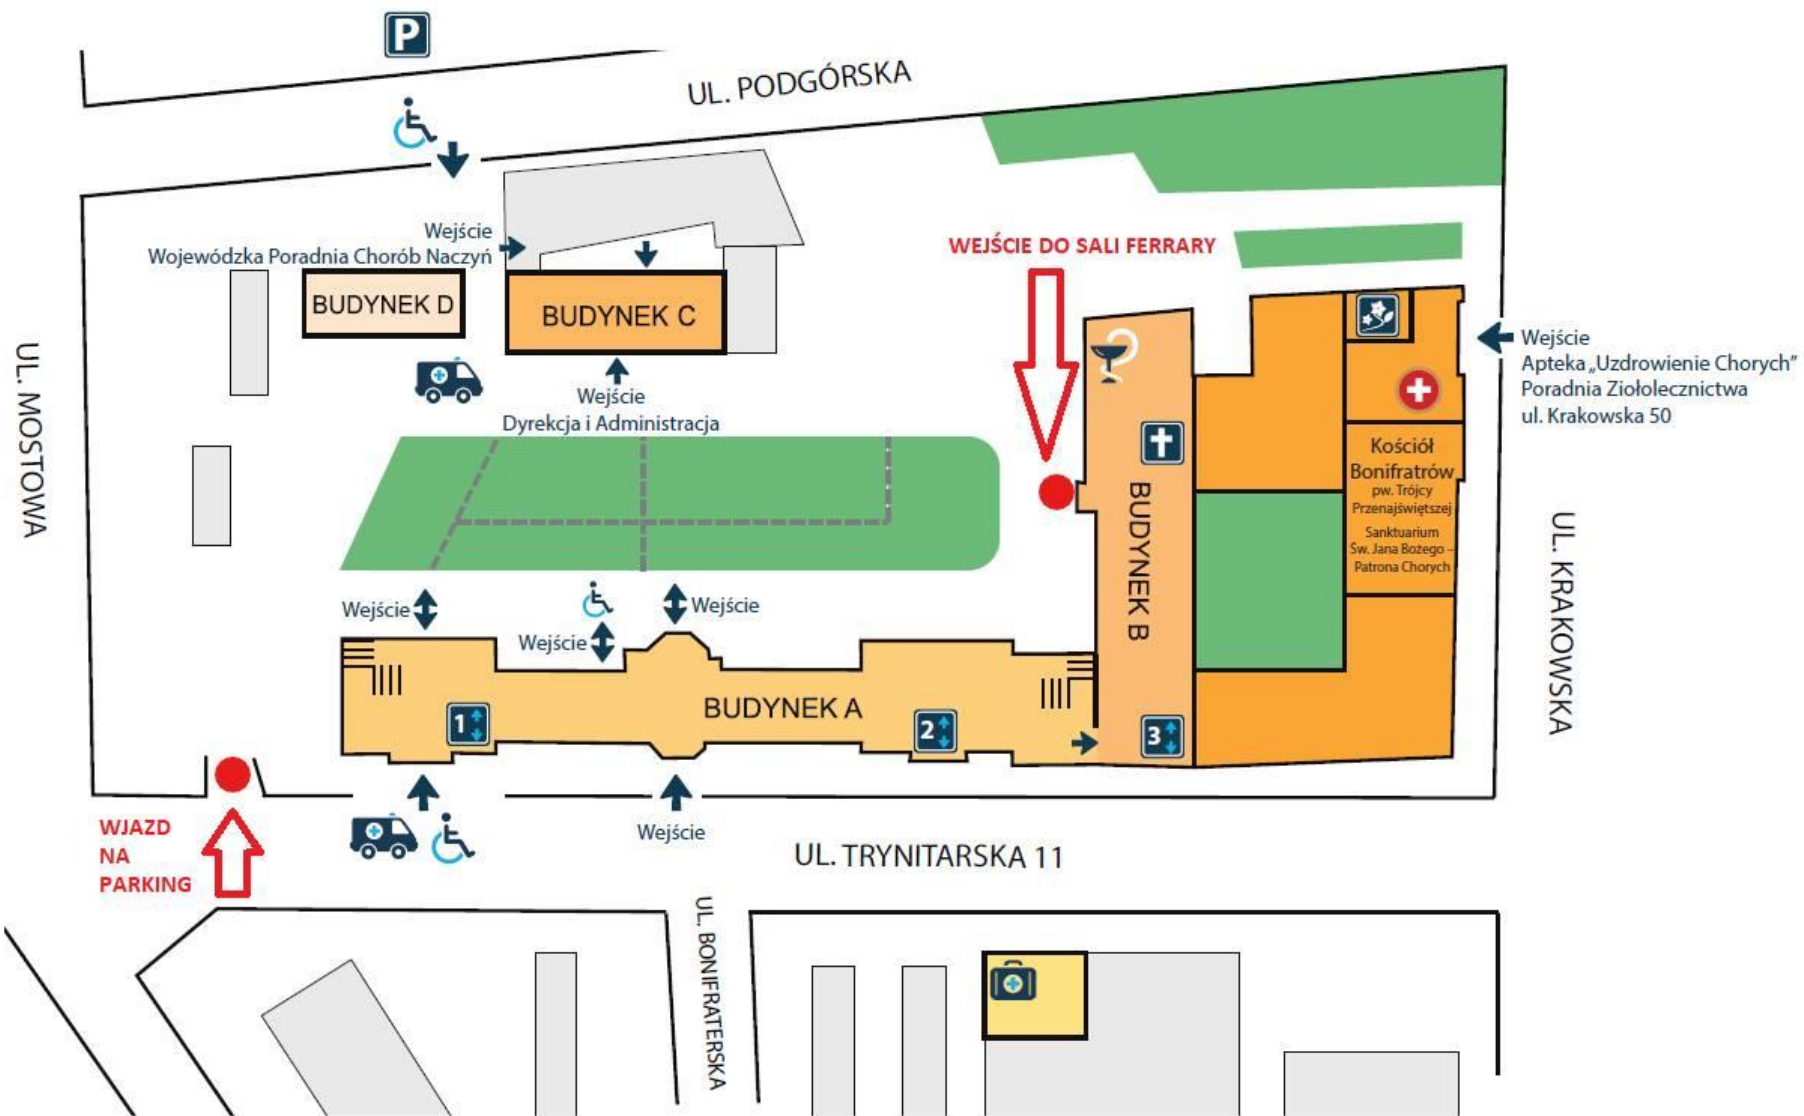 P
UL. PODGÓRSKA
Wejście
Wojewódzka Poradnia Chorób Naczyń
WEJŚCIE DO SALI FERRARY
BUDYNEK D
BUDYNEK C
Wejście
Apteka „Uzdrowienie Chorych”
Poradnia Ziołolecznictwa
ul. Krakowska 50
UL. MOSTOWA
Wejście
Dyrekcja i Administracja
Kościół
Bonifratrów
pw. Trójcy
Przenajświętszej
Sanktuarium
Św. Jana Bożego –
Patrona Chorych
BUDYNEK B
UL. KRAKOWSKA
Wejście
Wejście
Wejście
BUDYNEK A
1
2
3
WJAZD
NA
PARKING
Wejście
UL. TRYNITARSKA 11
UL. BONIFRATERSKA